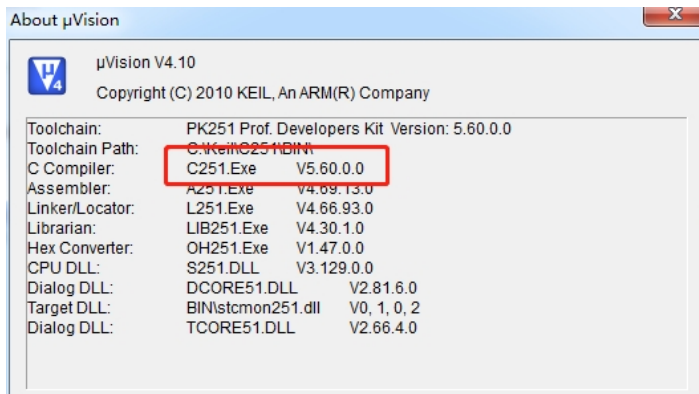 About µVision
µVision V4.10
Copyright (C) 2010 KEIL, An ARM(R) Company
Toolchain: PK251 Prof. Developers Kit Version: 5.60.0.0
Toolchain Path: C:\Keil\C251\BIN\
C Compiler: C251.Exe V5.60.0.0
Assembler: A251.Exe V4.69.13.0
Linker/Locator: L251.Exe V4.66.93.0
Librarian: LIB251.Exe V4.30.1.0
Hex Converter: OH251.Exe V1.47.0.0
CPU DLL: S251.DLL V3.129.0.0
Dialog DLL: DCORE51.DLL V2.81.6.0
Target DLL: BIN\stcmon251.dll V0, 1, 0, 2
Dialog DLL: TCORE51.DLL V2.66.4.0